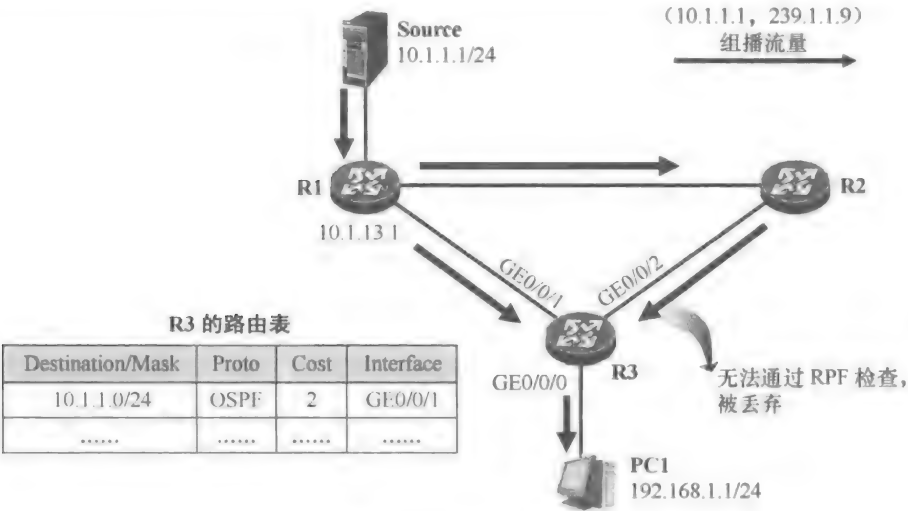 Source
10.1.1.1/24
(10.1.1.1, 239.1.1.9)
组播流量
R1
R2
10.1.13.1
GE0/0/1
GE0/0/2
R3 的路由表
Destination/Mask Proto Cost Interface
10.1.1.0/24 OSPF 2 GE0/0/1
…… …… …… ……
R3
GE0/0/0
无法通过 RPF 检查，
被丢弃
PC1
192.168.1.1/24